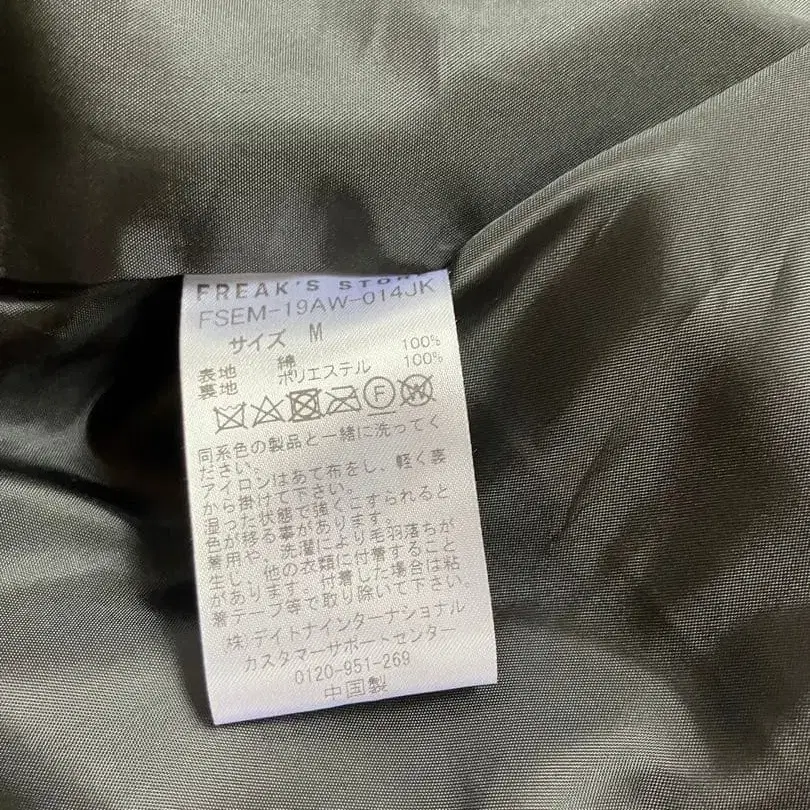 FREAK'S STORE
FSEM-19AW-014JK
サイズ M
表地 綿 100%
裏地 ポリエステル 100%
F W
同系色の製品と一緒に洗ってく
ださい。
アイロンはあて布をし、軽く裏
から掛けて下さい。
湿った状態で強くこすられると
色が移る事があります。
着用や、洗濯により毛羽落ちが
生し、他の衣類に付着すること
があります。付着した場合は粘
着テープ等で取り除いて下さい。
株)デイトナインターナショナル
カスタマーサポートセンター
0120-951-269
中国製